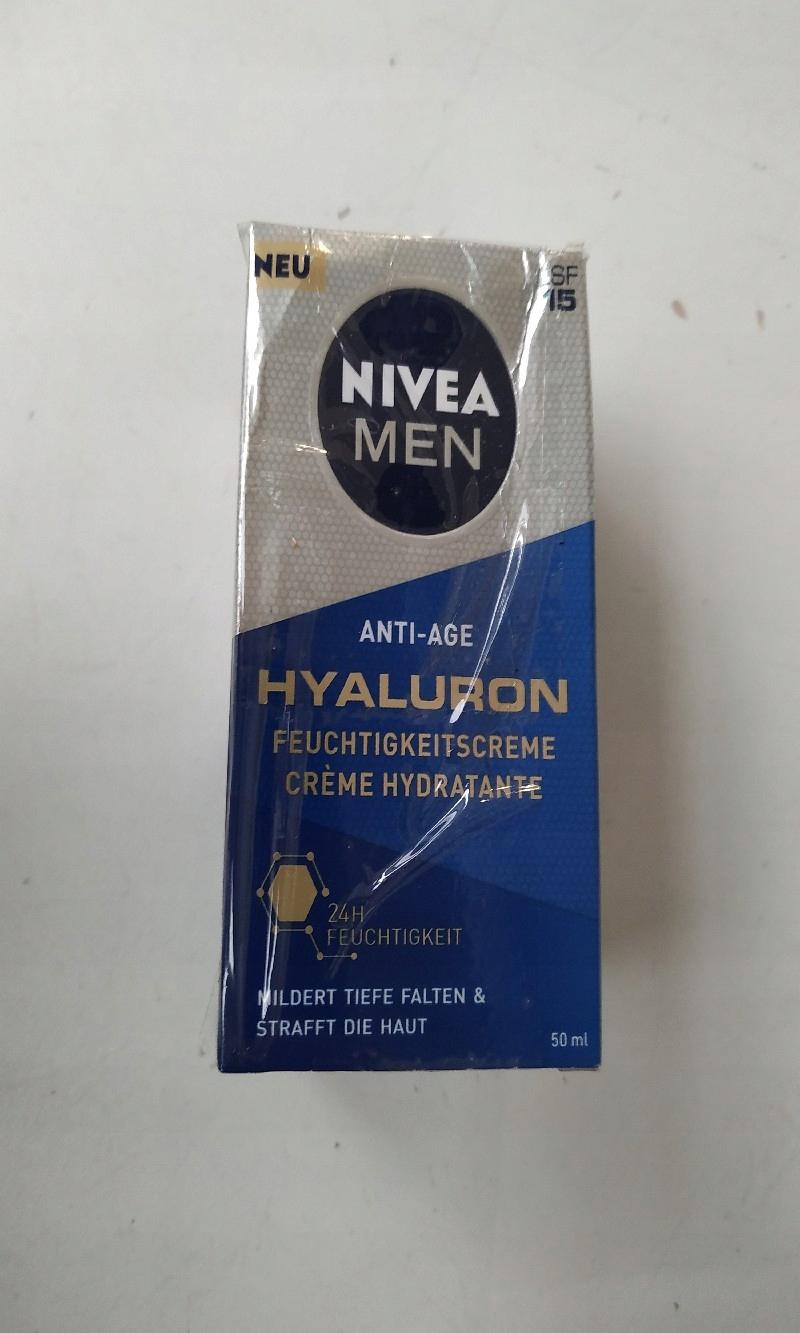 NEU
SF
15
NIVEA
MEN
ANTI-AGE
HYALURON
FEUCHTIGKEITSCREME
CRÈME HYDRATANTE
24H
FEUCHTIGKEIT
MILDERT TIEFE FALTEN &
STRAFFT DIE HAUT
50 ml